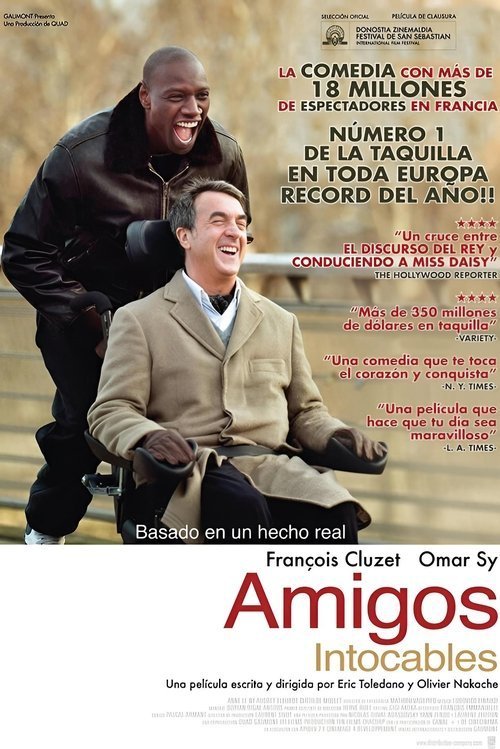 GAUMONT Presenta
Una Producción de QUAD
SELECCIÓN OFICIAL
PELÍCULA DE CLAUSURA
DONOSTIA ZINEMALDIA
FESTIVAL DE SAN SEBASTIAN
INTERNATIONAL FILM FESTIVAL
LA COMEDIA CON MÁS DE
18 MILLONES
DE ESPECTADORES EN FRANCIA
NÚMERO 1
DE LA TAQUILLA
EN TODA EUROPA
RECORD DEL AÑO!!
★★★★
"Un cruce entre
EL DISCURSO DEL REY Y
CONDUCIENDO A MISS DAISY"
THE HOLLYWOOD REPORTER
★★★★
"Más de 350 millones
de dólares en taquilla"
-VARIETY-
"Una comedia que te toca
el corazón y conquista"
-N. Y. TIMES-
"Una película que
hace que tu día sea
maravilloso"
-L. A. TIMES-
Basado en un hecho real
François Cluzet Omar Sy
Amigos
Intocables
Una película escrita y dirigida por Eric Toledano y Olivier Nakache